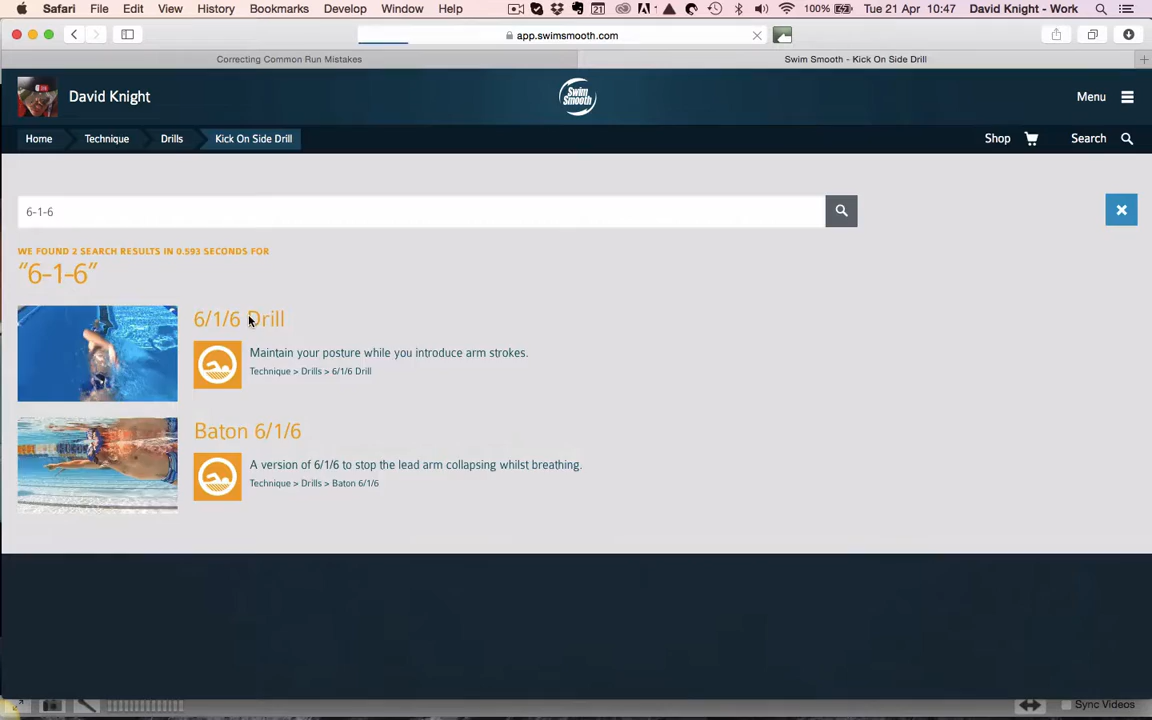 Safari File Edit View History Bookmarks Develop Window Help 21 100% Tue 21 Apr 10:47 David Knight - Work
app.swimsmooth.com
Correcting Common Run Mistakes Swim Smooth - Kick On Side Drill
David Knight Swim Smooth Menu
Home Technique Drills Kick On Side Drill Shop Search
6-1-6
WE FOUND 2 SEARCH RESULTS IN 0.593 SECONDS FOR
"6-1-6"
6/1/6 Drill
Maintain your posture while you introduce arm strokes.
Technique > Drills > 6/1/6 Drill
Baton 6/1/6
A version of 6/1/6 to stop the lead arm collapsing whilst breathing.
Technique > Drills > Baton 6/1/6
Sync Videos